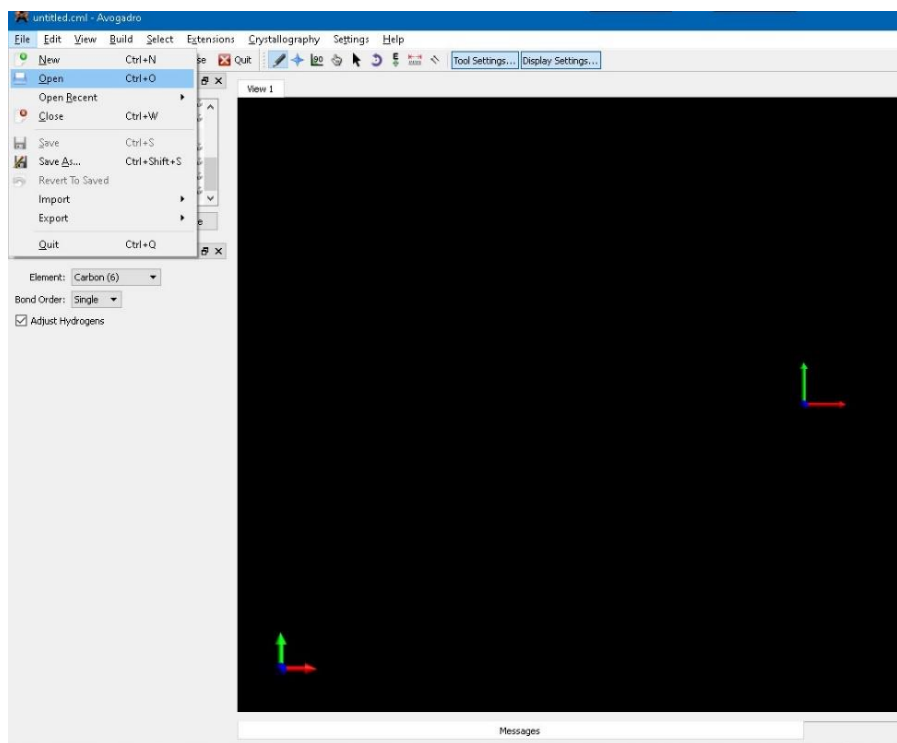 untitled.cml - Avogadro
File Edit View Build Select Extensions Crystallography Settings Help
New Ctrl+N
se Quit Tool Settings... Display Settings...
Open Ctrl+O
View 1
Open Recent
Close Ctrl+W
Save Ctrl+S
Save As... Ctrl+Shift+S
Revert To Saved
Import
Export
e
Quit Ctrl+Q
Element: Carbon (6)
Bond Order: Single
Adjust Hydrogens
Messages